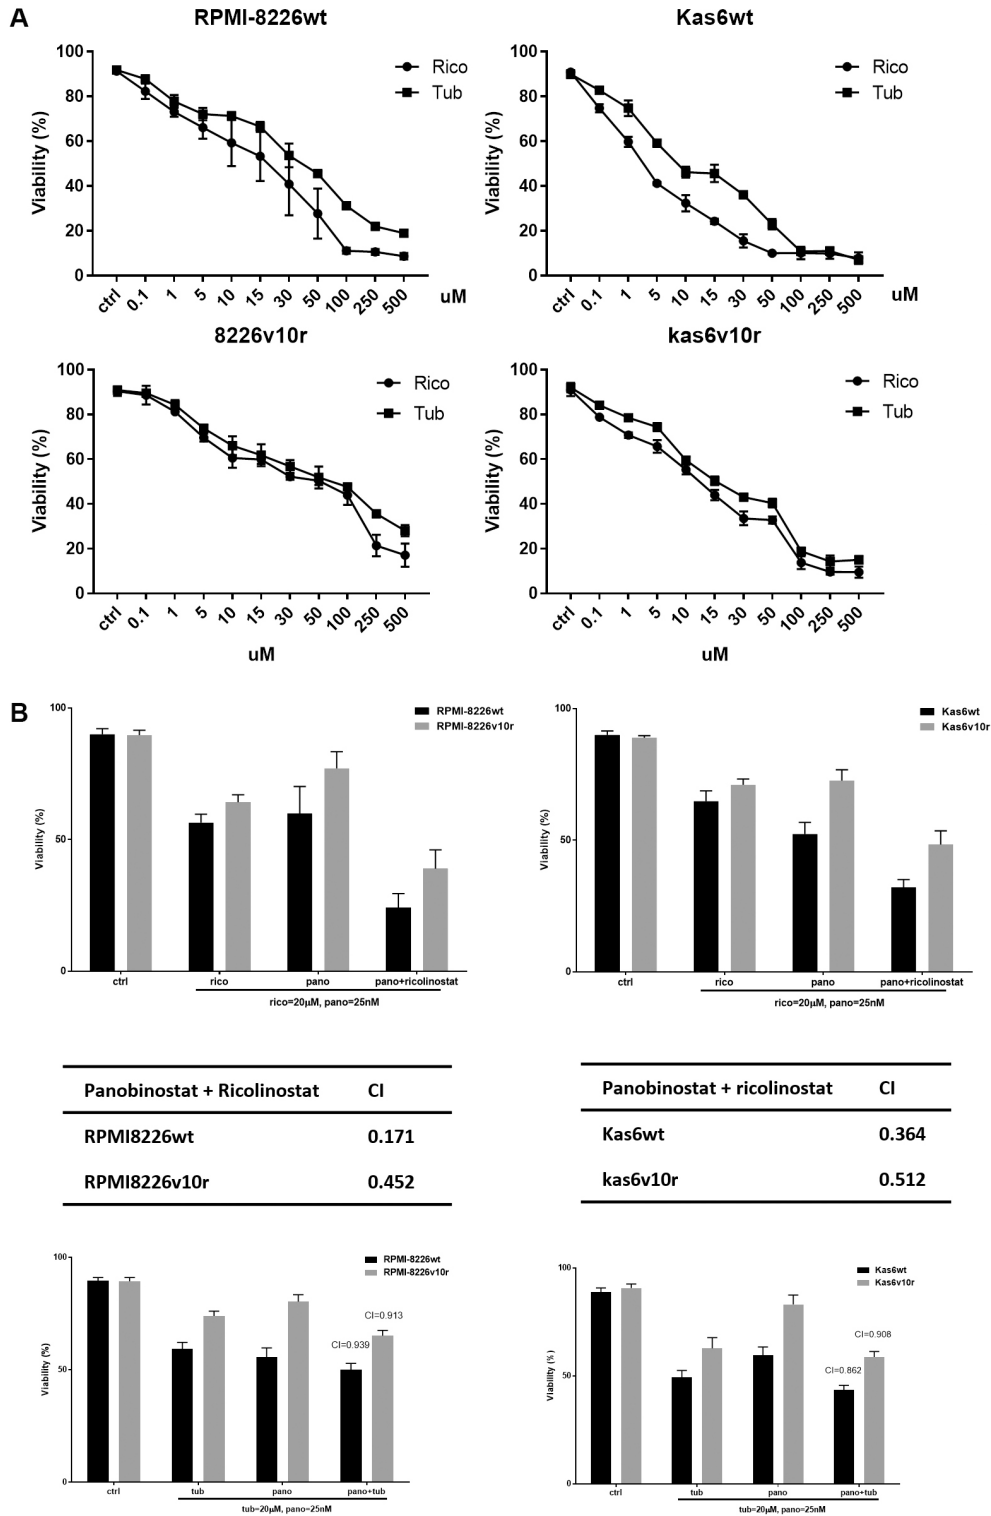 A
RPMI-8226wt
100
80
60
40
20
0
Viability (%)
Rico
Tub
ctrl 0.1 1 5 10 15 30 50 100 250 500
uM
Kas6wt
100
80
60
40
20
0
Viability (%)
Rico
Tub
ctrl 0.1 1 5 10 15 30 50 100 250 500
uM
8226v10r
100
80
60
40
20
0
Viability (%)
Rico
Tub
ctrl 0.1 1 5 10 15 30 50 100 250 500
uM
kas6v10r
100
80
60
40
20
0
Viability (%)
Rico
Tub
ctrl 0.1 1 5 10 15 30 50 100 250 500
uM
B
100
50
0
Viability (%)
RPMI-8226wt
RPMI-8226v10r
ctrl rico pano pano+ricolinostat
rico=20μM, pano=25nM
100
50
0
Viability (%)
Kas6wt
Kas6v10r
ctrl rico pano pano+ricolinostat
rico=20μM, pano=25nM
Panobinostat + Ricolinostat CI
RPMI8226wt 0.171
RPMI8226v10r 0.452
Panobinostat + ricolinostat CI
Kas6wt 0.364
kas6v10r 0.512
100
50
0
Viability (%)
RPMI-8226wt
RPMI-8226v10r
CI=0.913
CI=0.939
ctrl tub pano pano+tub
tub=20μM, pano=25nM
100
50
0
Viability (%)
Kas6wt
Kas6v10r
CI=0.908
CI=0.862
ctrl tub pano pano+tub
tub=20μM, pano=25nM